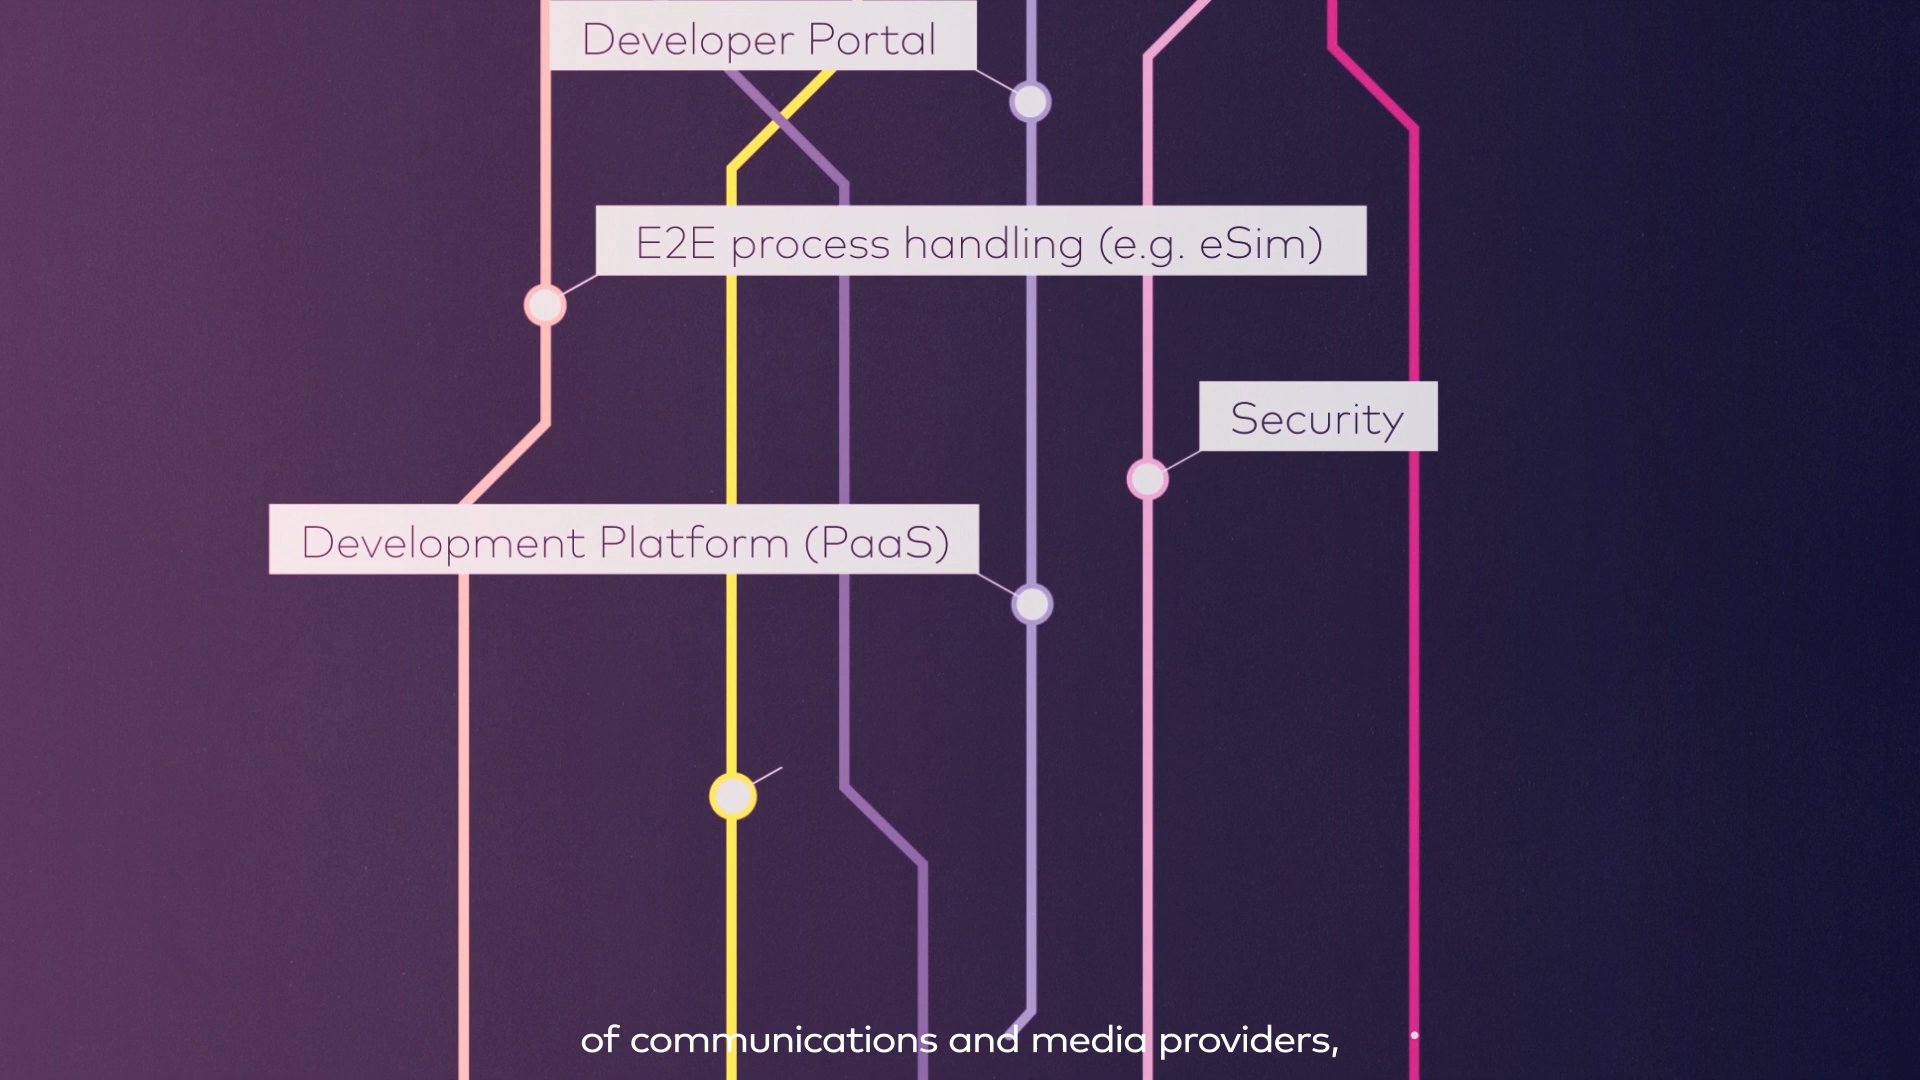 Developer Portal
E2E process handling (e.g. eSim)
Security
Development Platform (PaaS)
of communications and media providers,